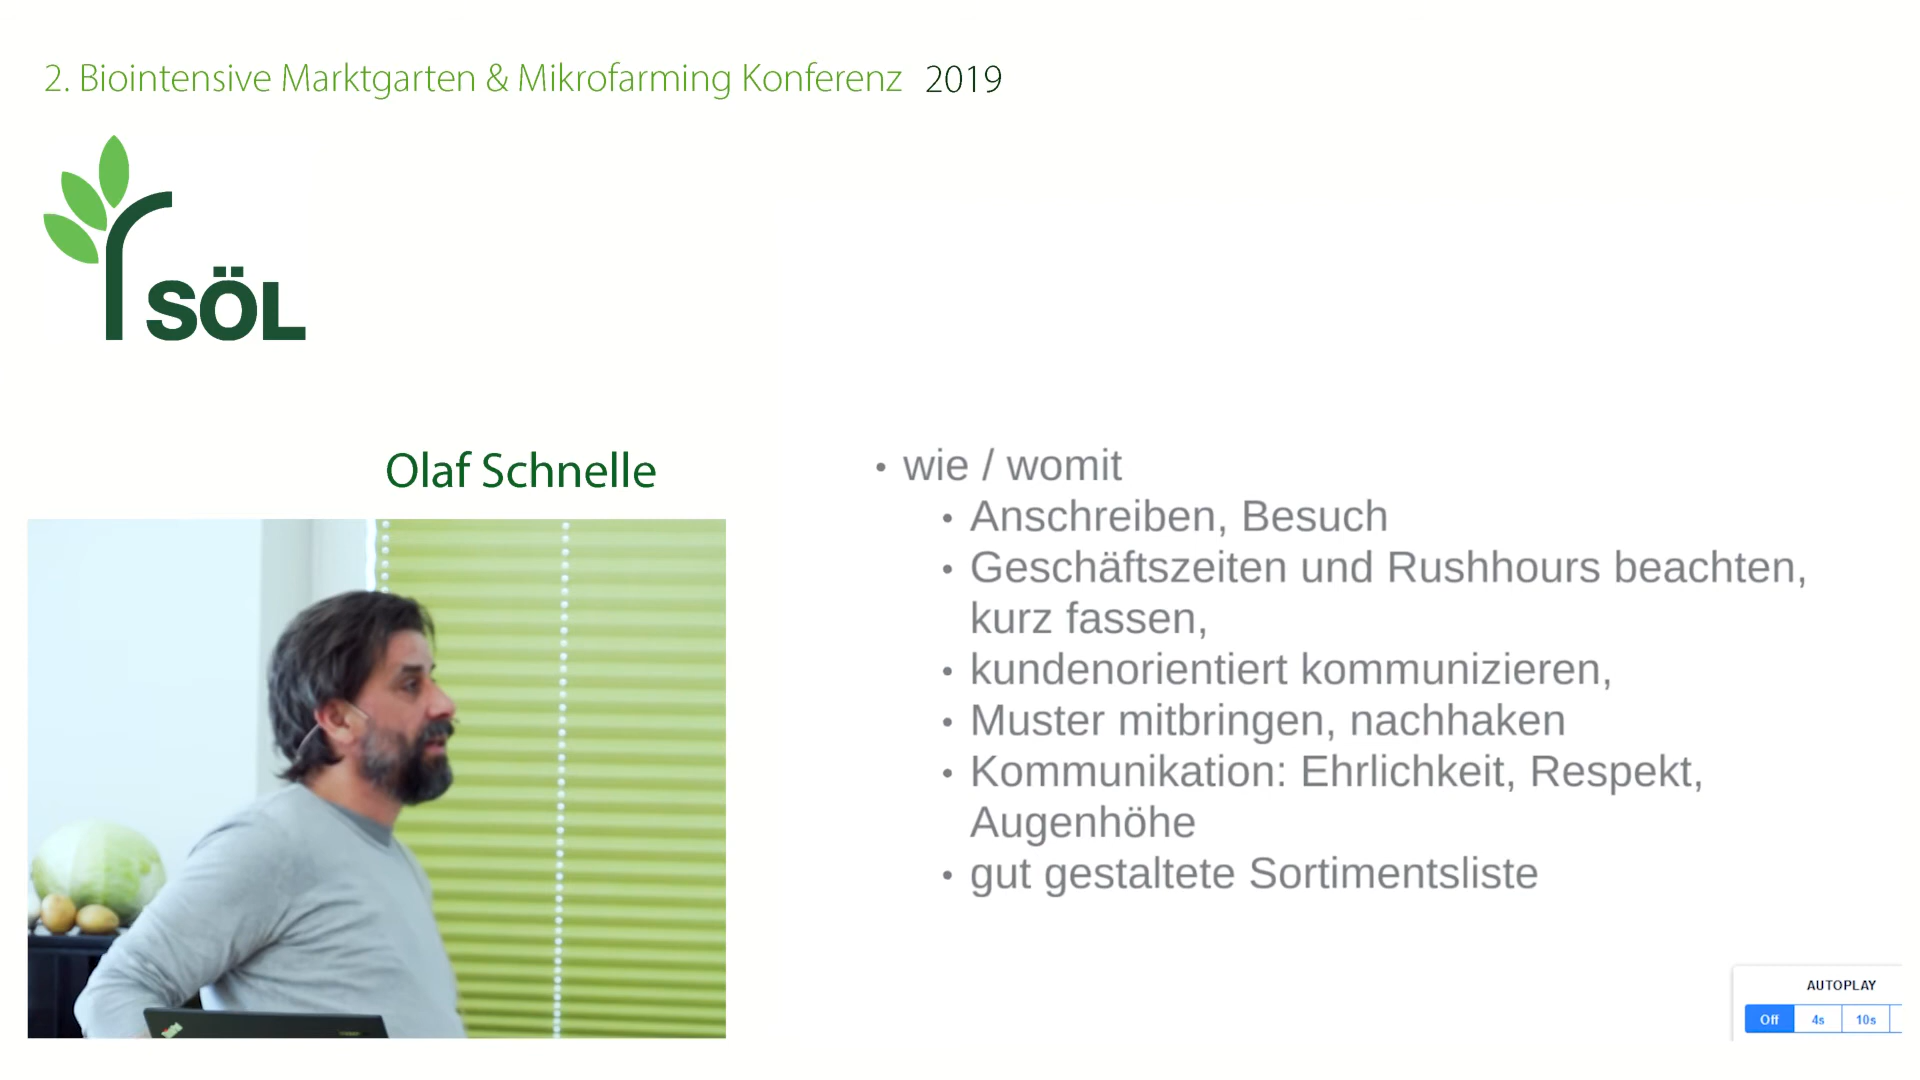 2. Biointensive Marktgarten & Mikrofarming Konferenz 2019
SÖL
Olaf Schnelle
• wie / womit
• Anschreiben, Besuch
• Geschäftszeiten und Rushhours beachten,
kurz fassen,
• kundenorientiert kommunizieren,
• Muster mitbringen, nachhaken
• Kommunikation: Ehrlichkeit, Respekt,
Augenhöhe
• gut gestaltete Sortimentsliste
AUTOPLAY
Off 4s 10s